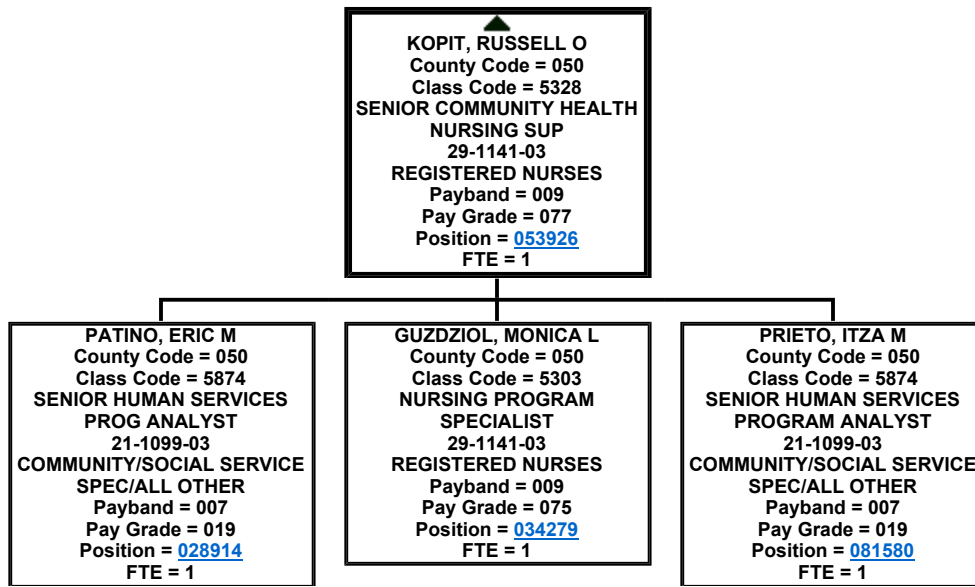 KOPIT, RUSSELL O
County Code = 050
Class Code = 5328
SENIOR COMMUNITY HEALTH
NURSING SUP
29-1141-03
REGISTERED NURSES
Payband = 009
Pay Grade = 077
Position = 053926
FTE = 1
PATINO, ERIC M
County Code = 050
Class Code = 5874
SENIOR HUMAN SERVICES
PROG ANALYST
21-1099-03
COMMUNITY/SOCIAL SERVICE
SPEC/ALL OTHER
Payband = 007
Pay Grade = 019
Position = 028914
FTE = 1
GUZDZIOL, MONICA L
County Code = 050
Class Code = 5303
NURSING PROGRAM
SPECIALIST
29-1141-03
REGISTERED NURSES
Payband = 009
Pay Grade = 075
Position = 034279
FTE = 1
PRIETO, ITZA M
County Code = 050
Class Code = 5874
SENIOR HUMAN SERVICES
PROGRAM ANALYST
21-1099-03
COMMUNITY/SOCIAL SERVICE
SPEC/ALL OTHER
Payband = 007
Pay Grade = 019
Position = 081580
FTE = 1